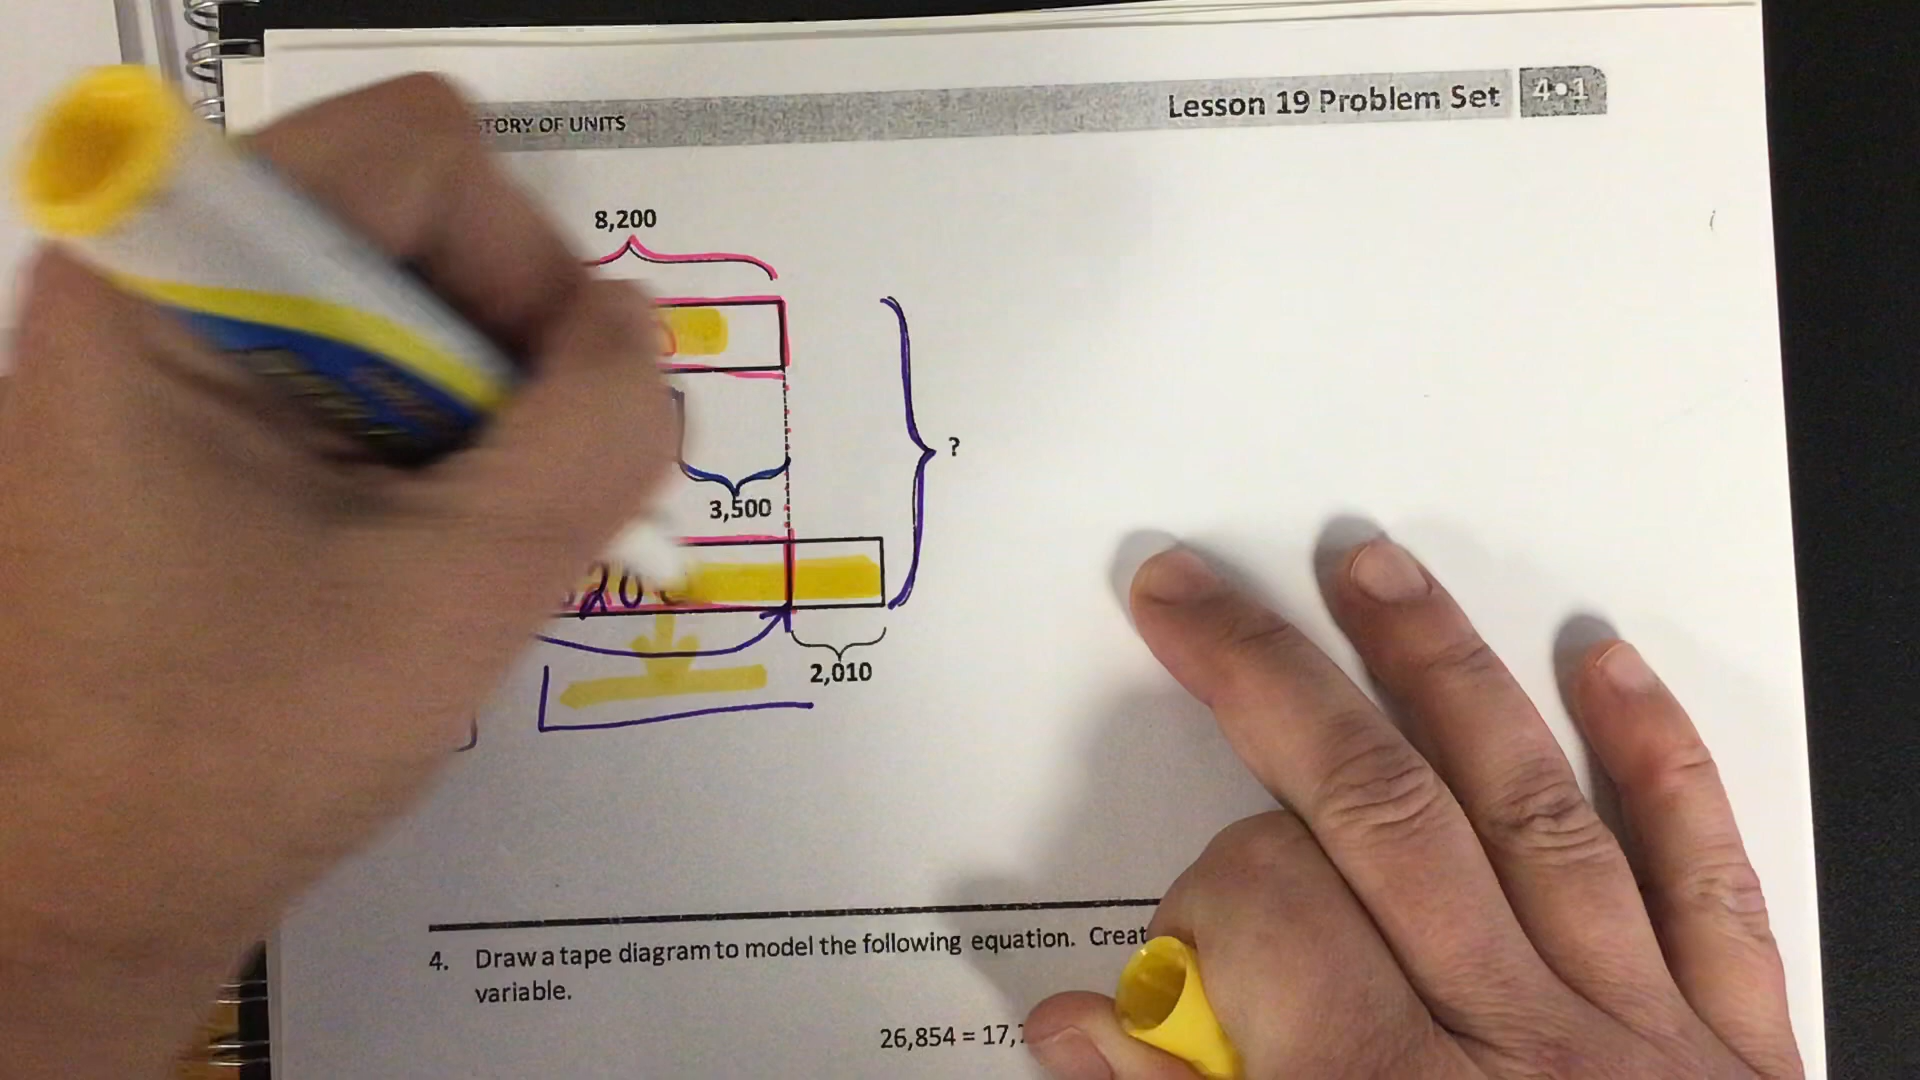 TORY OF UNITS
Lesson 19 Problem Set 4•1
8,200
?
3,500
2,010
4. Draw a tape diagram to model the following equation. Creat
variable.
26,854 = 17,